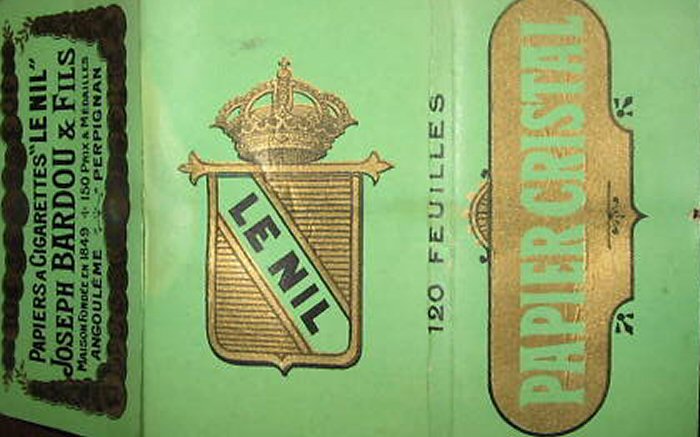 PAPIERS A CIGARETTES "LE NIL"
JOSEPH BARDOU & FILS
MAISON FONDÉE EN 1849 150 PRIX & MÉDAILLES
ANGOULÊME PERPIGNAN
LE NIL
120 FEUILLES
PAPIER CRISTAL